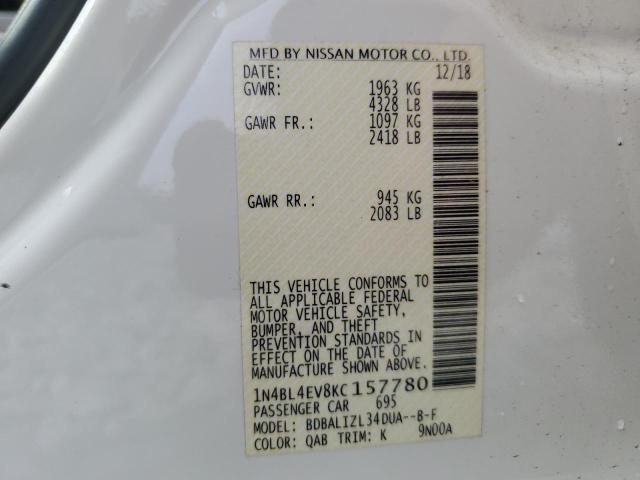 MFD BY NISSAN MOTOR CO., LTD.
DATE: 12/18
GVWR: 1963 KG
4328 LB
GAWR FR.: 1097 KG
2418 LB
GAWR RR.: 945 KG
2083 LB
THIS VEHICLE CONFORMS TO
ALL APPLICABLE FEDERAL
MOTOR VEHICLE SAFETY,
BUMPER, AND THEFT
PREVENTION STANDARDS IN
EFFECT ON THE DATE OF
MANUFACTURE SHOWN ABOVE.
1N4BL4EV8KC157780
PASSENGER CAR 695
MODEL: BDBALIZL34DUA--B-F
COLOR: QAB TRIM: K 9N00A